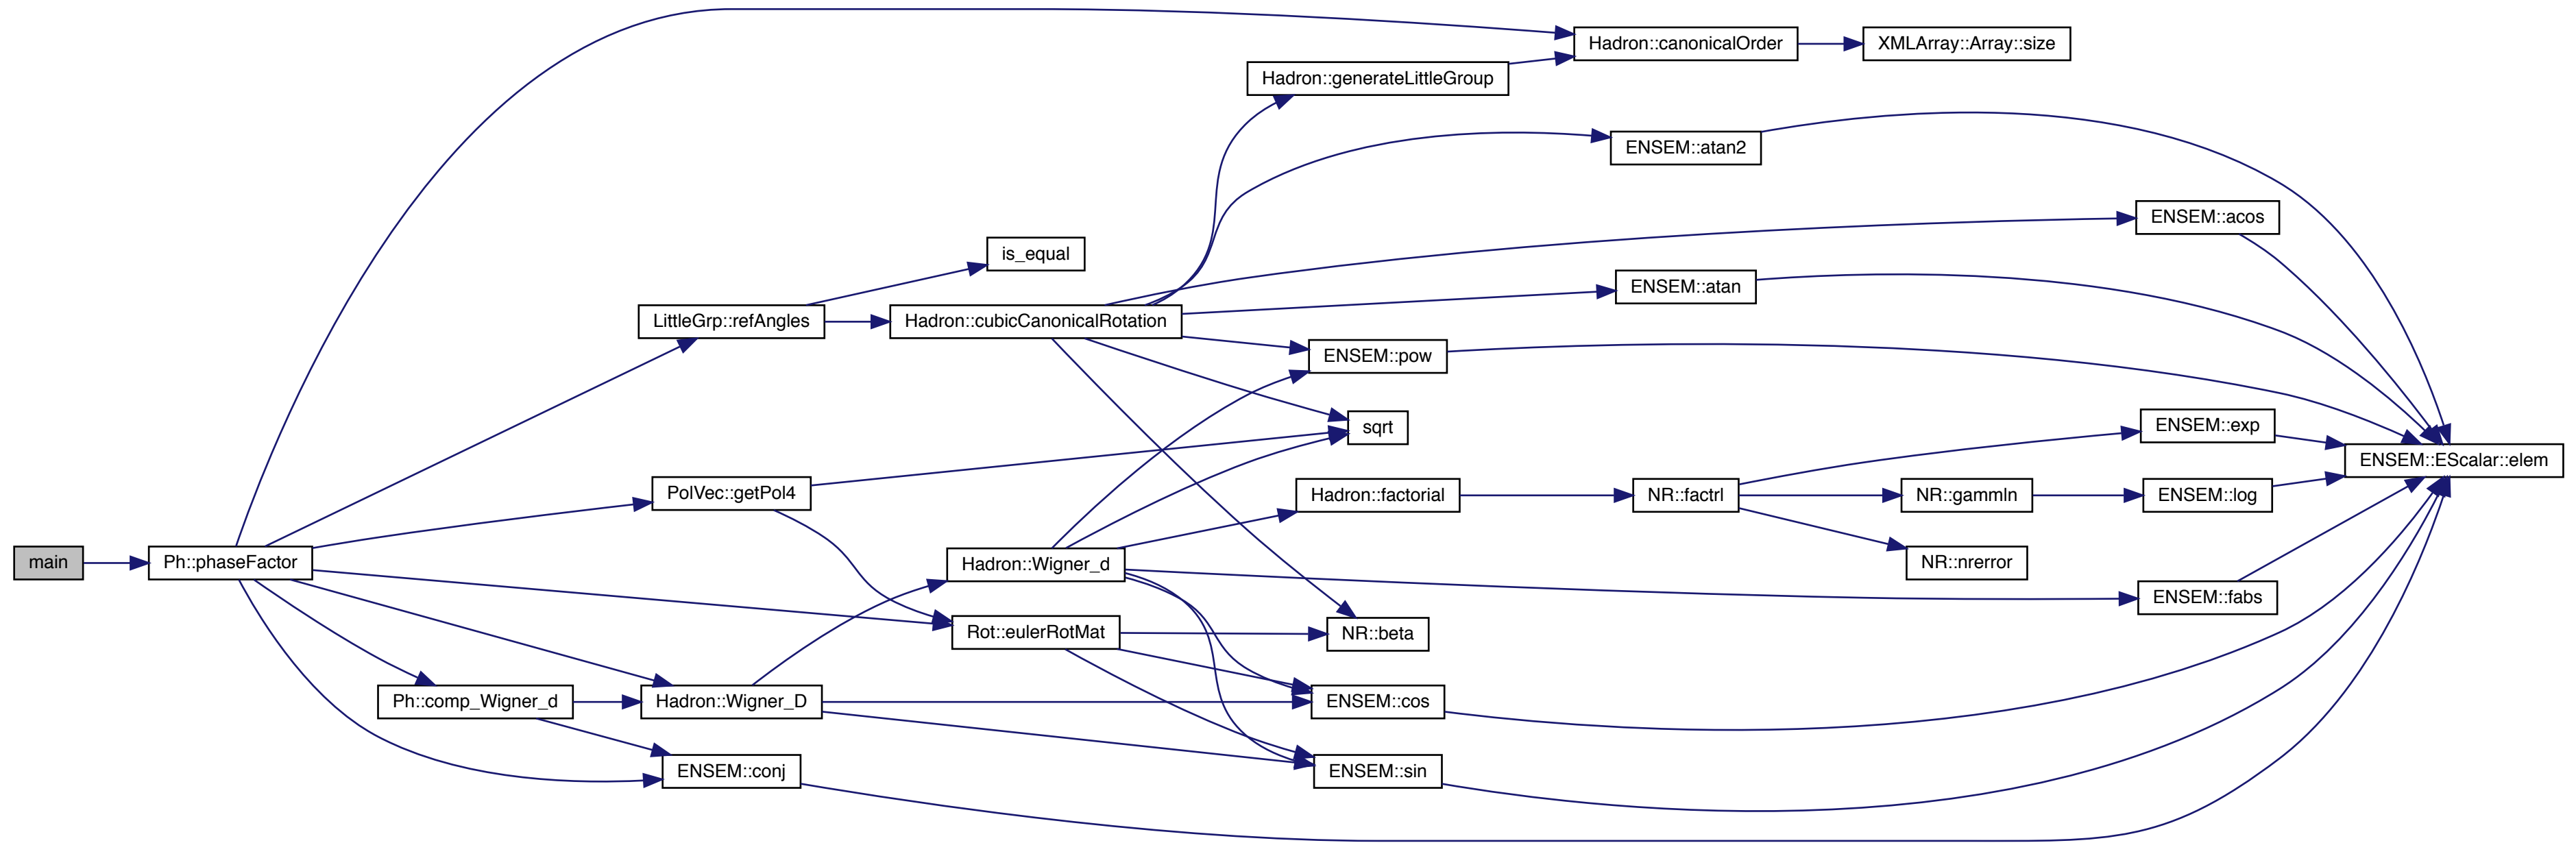 Hadron::canonicalOrder
XMLArray::Array::size
Hadron::generateLittleGroup
ENSEM::atan2
ENSEM::acos
is_equal
ENSEM::atan
LittleGrp::refAngles
Hadron::cubicCanonicalRotation
ENSEM::pow
sqrt
ENSEM::exp
ENSEM::EScalar::elem
PolVec::getPol4
Hadron::factorial
NR::factrl
NR::gammln
ENSEM::log
main
Ph::phaseFactor
Hadron::Wigner_d
NR::nrerror
ENSEM::fabs
Rot::eulerRotMat
NR::beta
Ph::comp_Wigner_d
Hadron::Wigner_D
ENSEM::cos
ENSEM::conj
ENSEM::sin